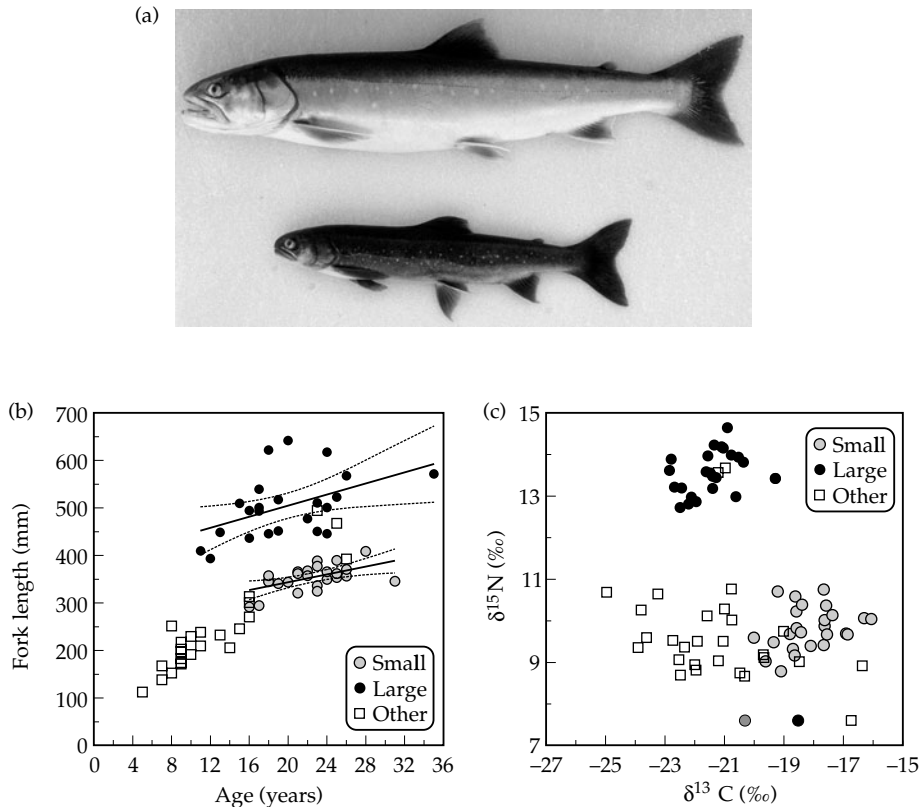 (a)
(b)
700
600
500
400
300
200
100
0
Fork length (mm)
0 4 8 12 16 20 24 28 32 36
Age (years)
Small
Large
Other
(c)
15
13
11
9
7
δ15N (‰)
−27 −25 −23 −21 −19 −17 −15
δ13 C (‰)
Small
Large
Other